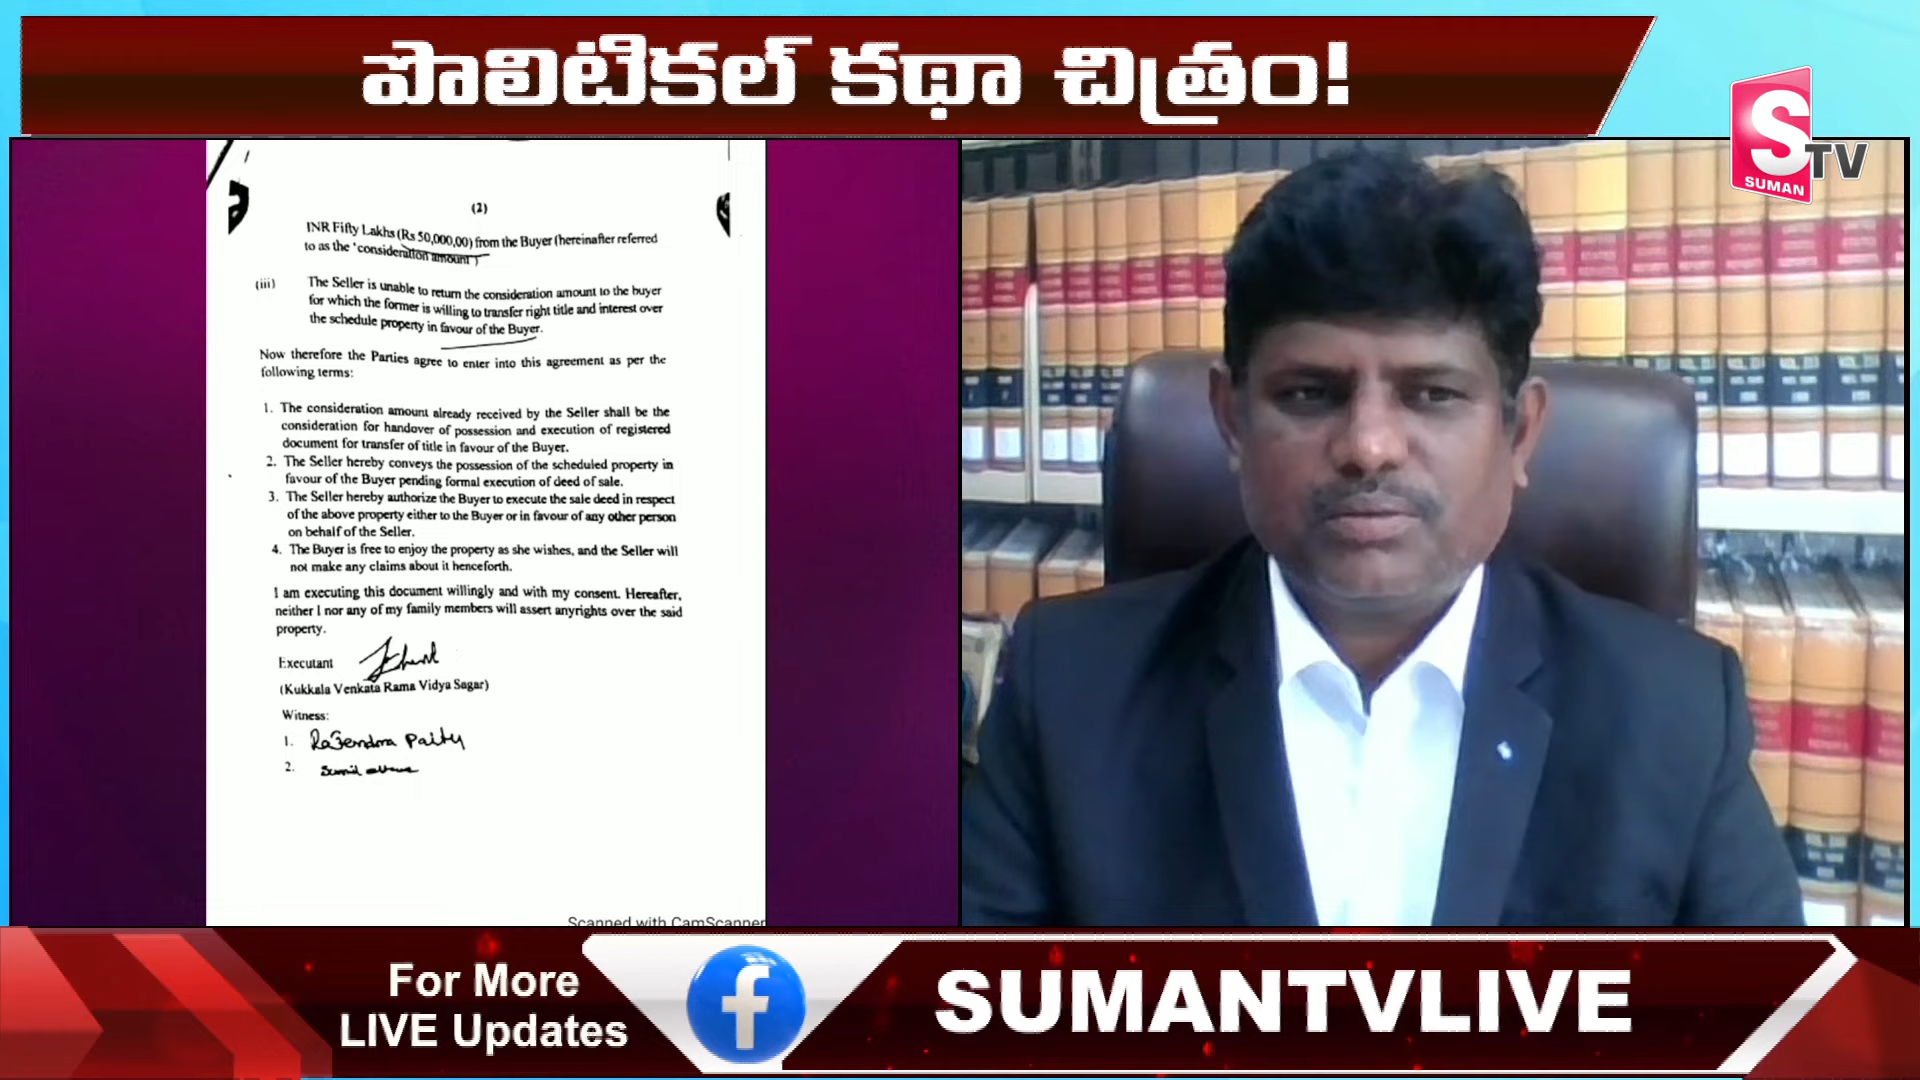 పొలిటికల్ కథా చిత్రం!
S
TV
SUMAN
(2)
INR Fifty Lakhs (Rs 50,000,00) from the Buyer (hereinafter referred
to as the 'consideration amount')
(iii) The Seller is unable to return the consideration amount to the buyer
for which the former is willing to transfer right title and interest over
the schedule property in favour of the Buyer.
Now therefore the Parties agree to enter into this agreement as per the
following terms:
1. The consideration amount already received by the Seller shall be the
consideration for handover of possession and execution of registered
document for transfer of title in favour of the Buyer.
2. The Seller hereby conveys the possession of the scheduled property in
favour of the Buyer pending formal execution of deed of sale.
3. The Seller hereby authorize the Buyer to execute the sale deed in respect
of the above property either to the Buyer or in favour of any other person
on behalf of the Seller.
4. The Buyer is free to enjoy the property as she wishes, and the Seller will
not make any claims about it henceforth.
I am executing this document willingly and with my consent. Hereafter,
neither I nor any of my family members will assert anyrights over the said
property.
Executant
(Kukkala Venkata Rama Vidya Sagar)
Witness:
1. Rajendra
2.
Scanned with CamScanner
For More
LIVE Updates
f
SUMANTVLIVE